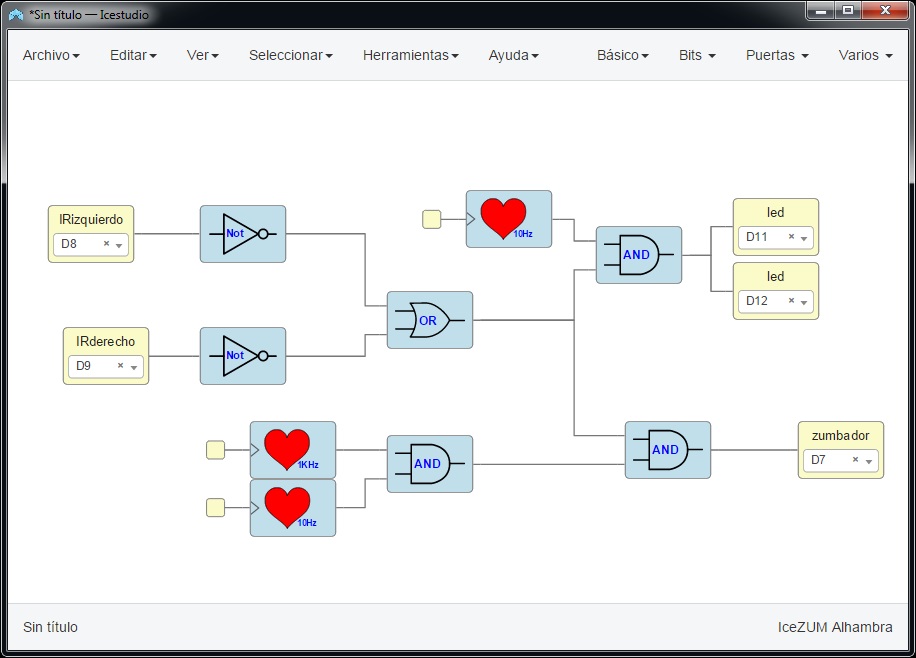 *Sin título — Icestudio
Archivo Editar Ver Seleccionar Herramientas Ayuda Básico Bits Puertas Varios
IRizquierdo
D8
Not
10Hz
AND
led
D11
led
D12
OR
IRderecho
D9
Not
1KHz
10Hz
AND
AND
zumbador
D7
Sin título
IceZUM Alhambra